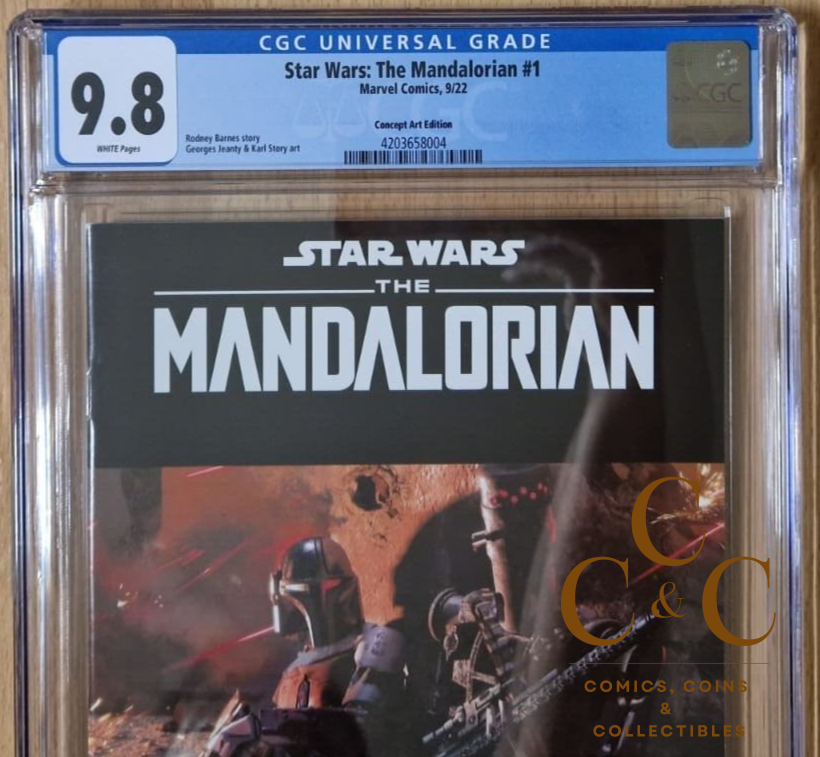 CGC UNIVERSAL GRADE
9.8
WHITE Pages
Star Wars: The Mandalorian #1
Marvel Comics, 9/22
Concept Art Edition
Rodney Barnes story
Georges Jeanty & Karl Story art
4203658004
CGC
STAR WARS
THE
MANDALORIAN
C
C & C
COMICS, COINS
&
COLLECTIBLES